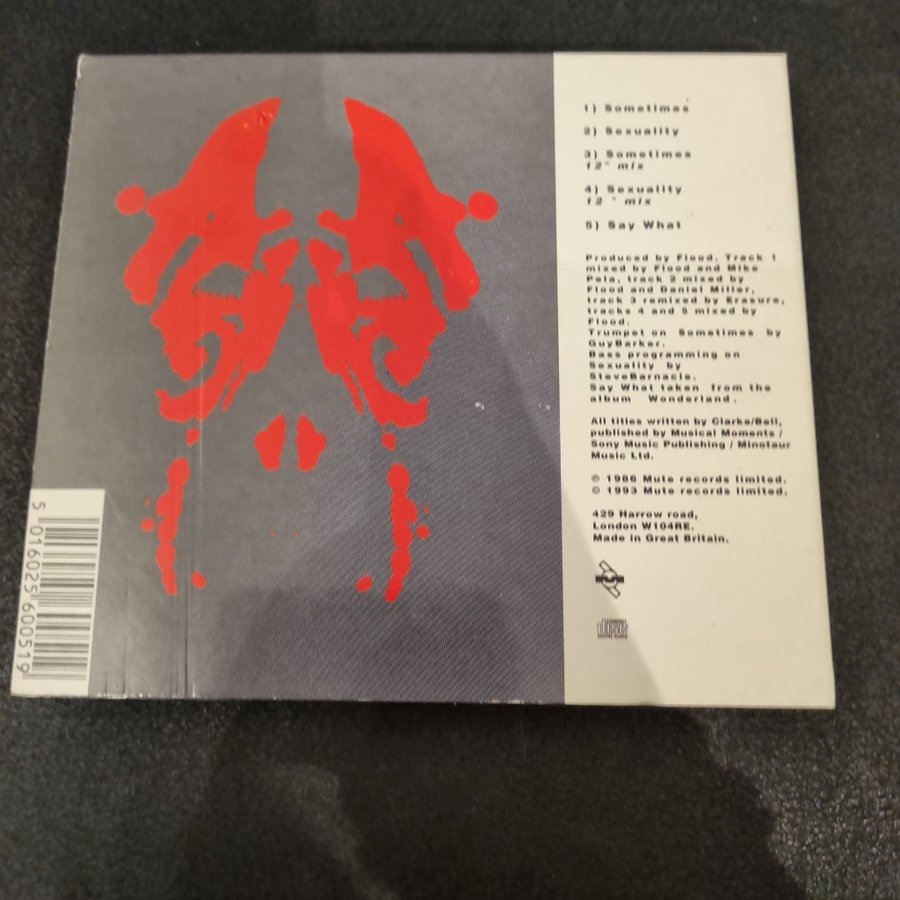 1) Sometimes
2) Sexuality
3) Sometimes
12" mix
4) Sexuality
12 " mix
5) Say What
Produced by Flood. Track 1
mixed by Flood and Mike
Pela, track 2 mixed by
Flood and Daniel Miller,
track 3 remixed by Erasure,
tracks 4 and 5 mixed by
Flood.
Trumpet on Sometimes by
GuyBarker.
Bass programming on
Sexuality by
SteveBarnacle.
Say What taken from the
album Wonderland.
All titles written by Clarke/Bell,
published by Musical Moments /
Sony Music Publishing / Minotaur
Music Ltd.
℗ 1986 Mute records limited.
© 1993 Mute records limited.
429 Harrow road,
London W104RE.
Made in Great Britain.
5 016025 600519